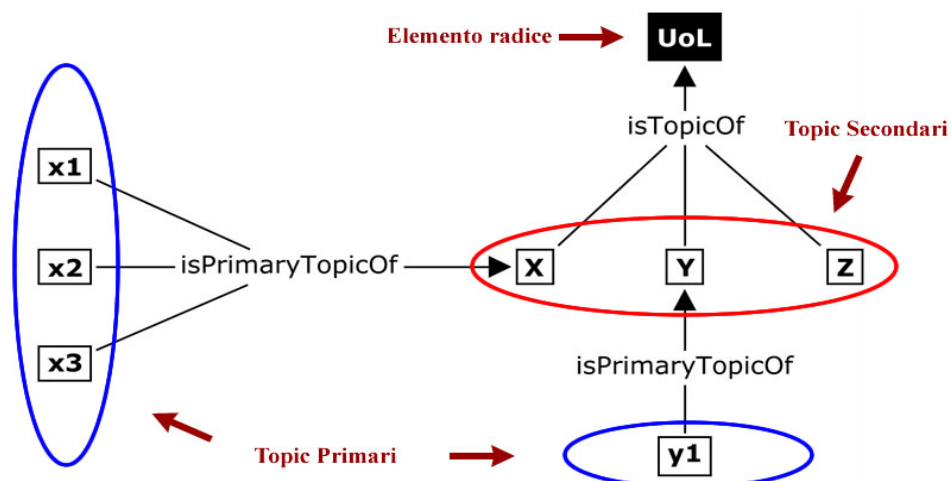 Elemento radice
UoL
isTopicOf
Topic Secondari
x1
x2
isPrimaryTopicOf
X
Y
Z
x3
isPrimaryTopicOf
Topic Primari
y1